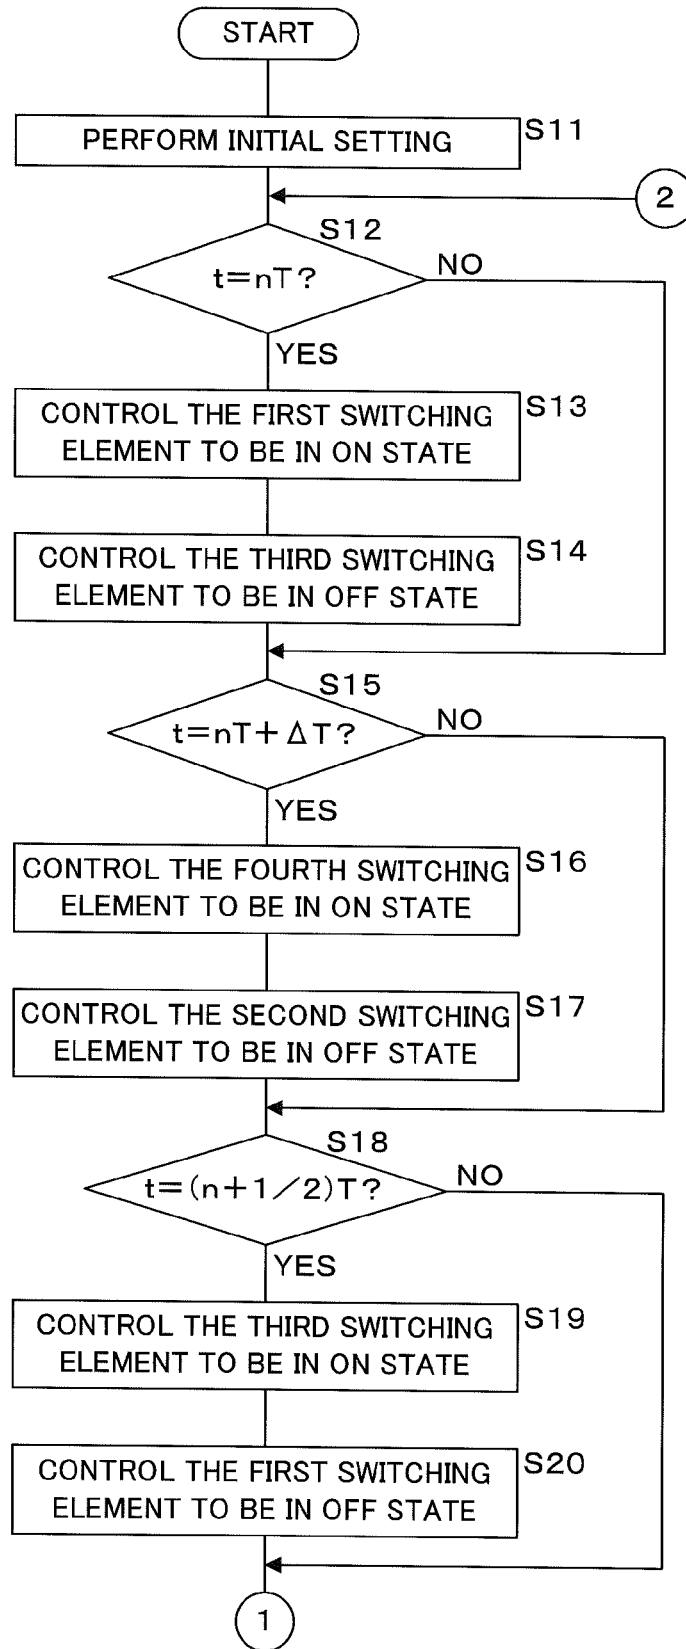 START
PERFORM INITIAL SETTING
S11
2
S12
t=nT?
NO
YES
CONTROL THE FIRST SWITCHING
ELEMENT TO BE IN ON STATE
S13
CONTROL THE THIRD SWITCHING
ELEMENT TO BE IN OFF STATE
S14
S15
t=nT+ΔT?
NO
YES
CONTROL THE FOURTH SWITCHING
ELEMENT TO BE IN ON STATE
S16
CONTROL THE SECOND SWITCHING
ELEMENT TO BE IN OFF STATE
S17
S18
t=(n+1/2)T?
NO
YES
CONTROL THE THIRD SWITCHING
ELEMENT TO BE IN ON STATE
S19
CONTROL THE FIRST SWITCHING
ELEMENT TO BE IN OFF STATE
S20
1